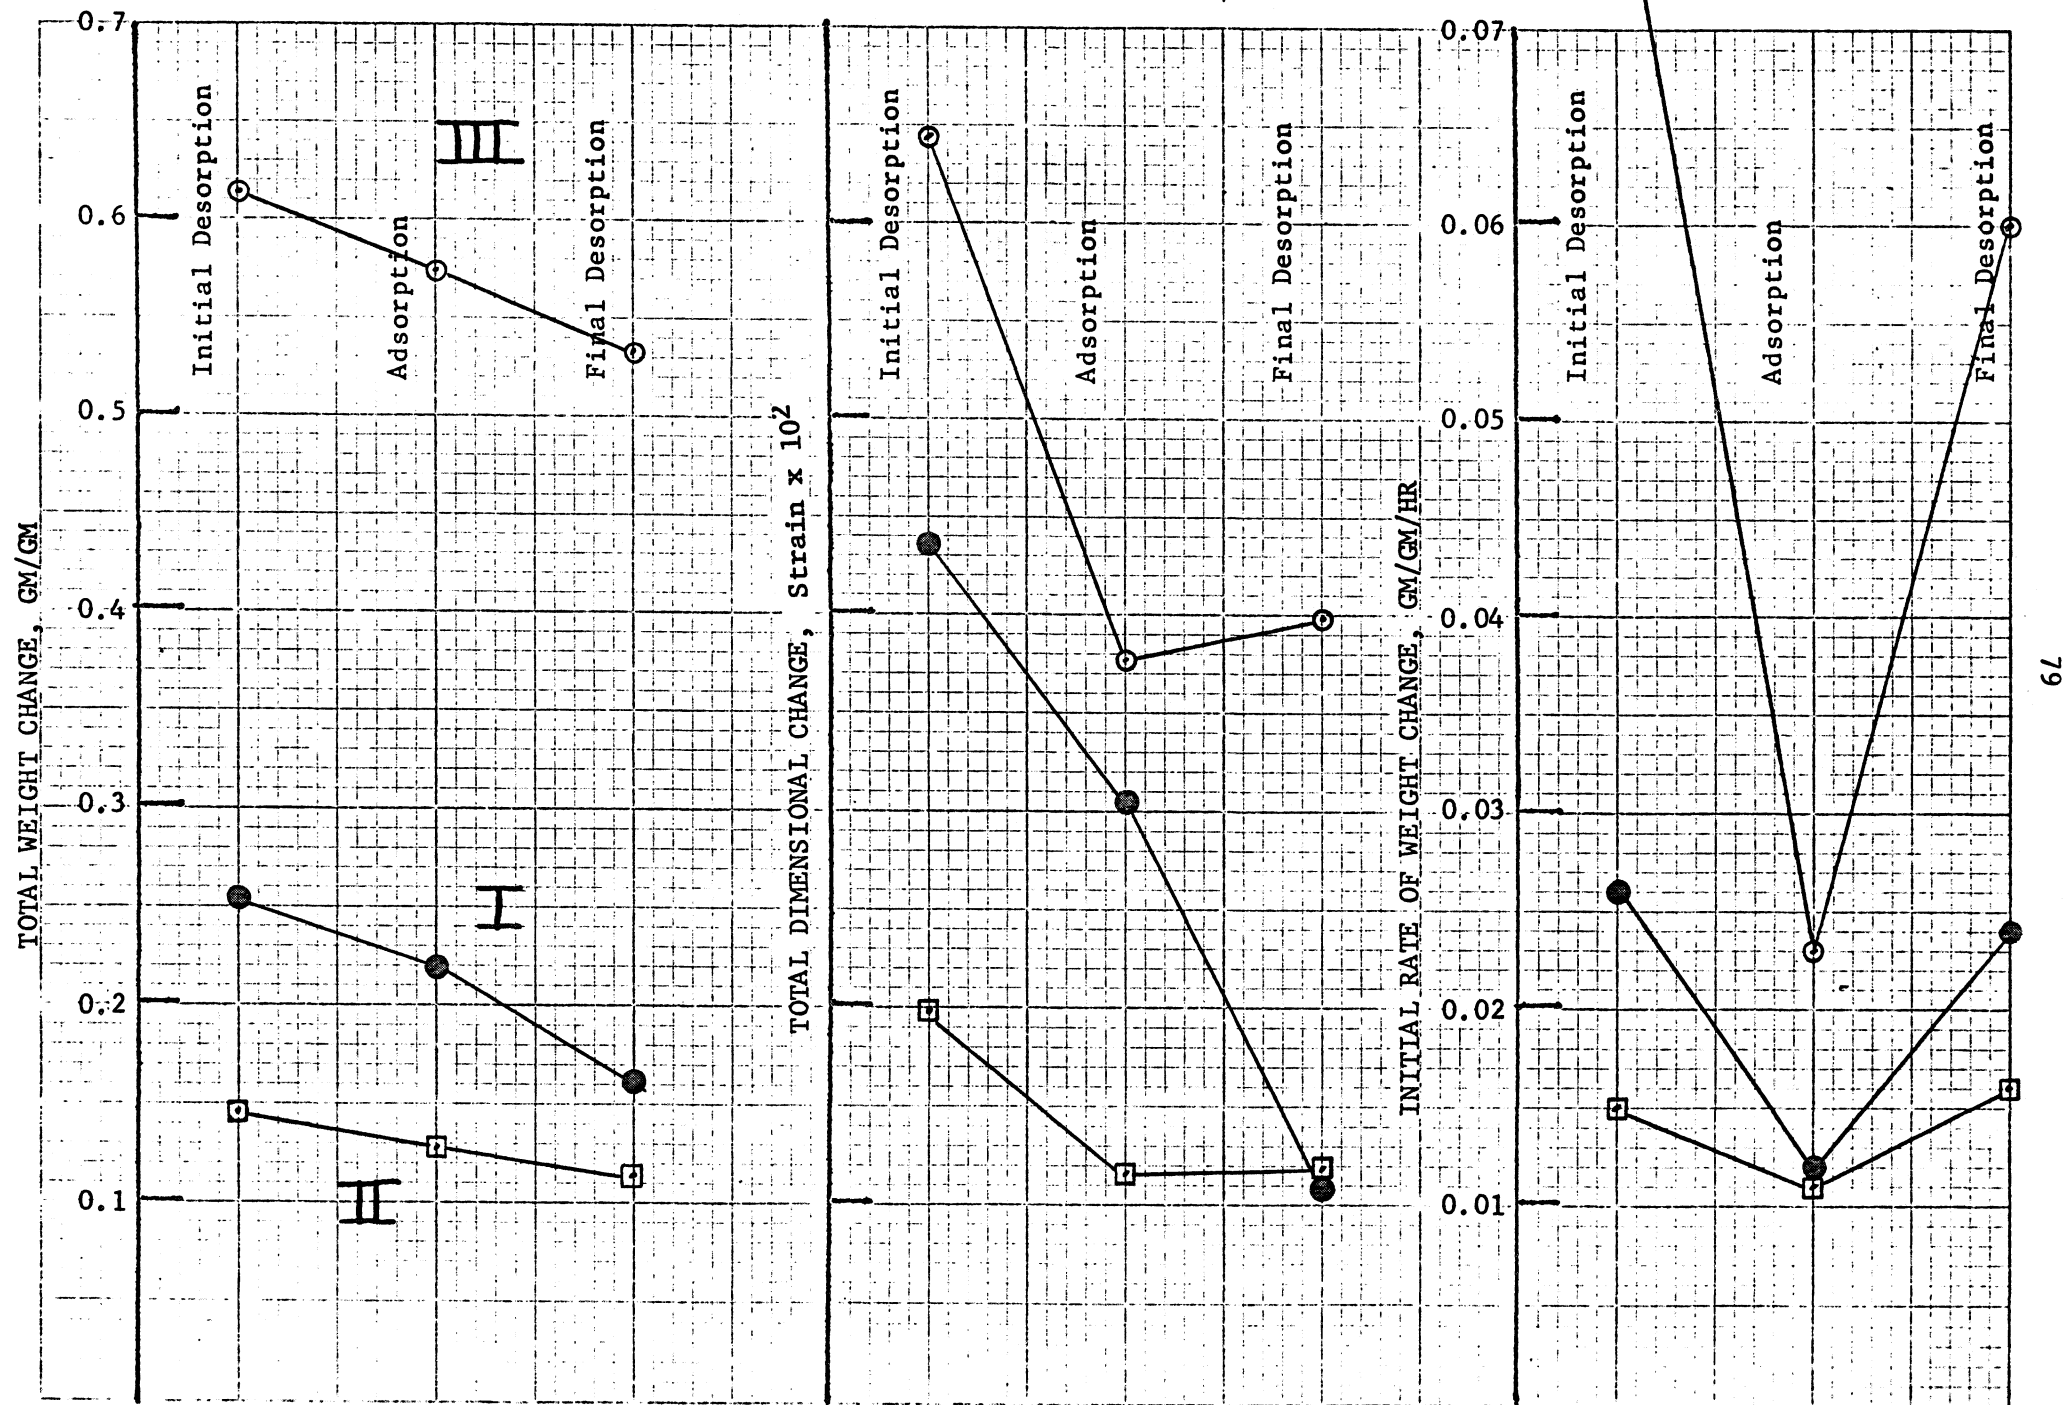 TOTAL WEIGHT CHANGE, GM/GM
0.7
0.6
0.5
0.4
0.3
0.2
0.1
Initial Desorption
Adsorption
Final Desorption
III
I
II
TOTAL DIMENSIONAL CHANGE, Strain x 10²
Initial Desorption
Adsorption
Final Desorption
INITIAL RATE OF WEIGHT CHANGE, GM/GM/HR
0.07
0.06
0.05
0.04
0.03
0.02
0.01
Initial Desorption
Adsorption
Final Desorption
79